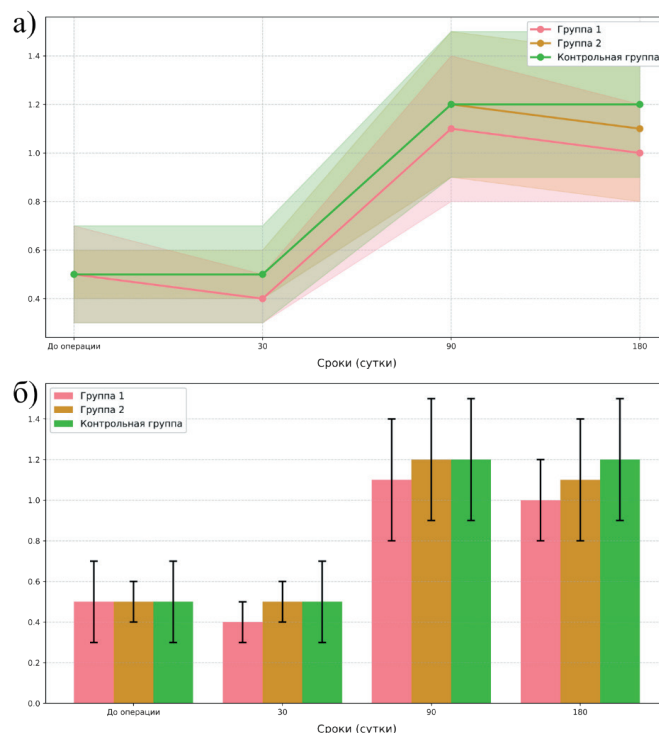 а)
Группа 1
Группа 2
Контрольная группа
1.4
1.2
1.0
0.8
0.6
0.4
До операции 30 90 180
Сроки (сутки)
б)
Группа 1
Группа 2
Контрольная группа
1.4
1.2
1.0
0.8
0.6
0.4
0.2
0.0
До операции 30 90 180
Сроки (сутки)